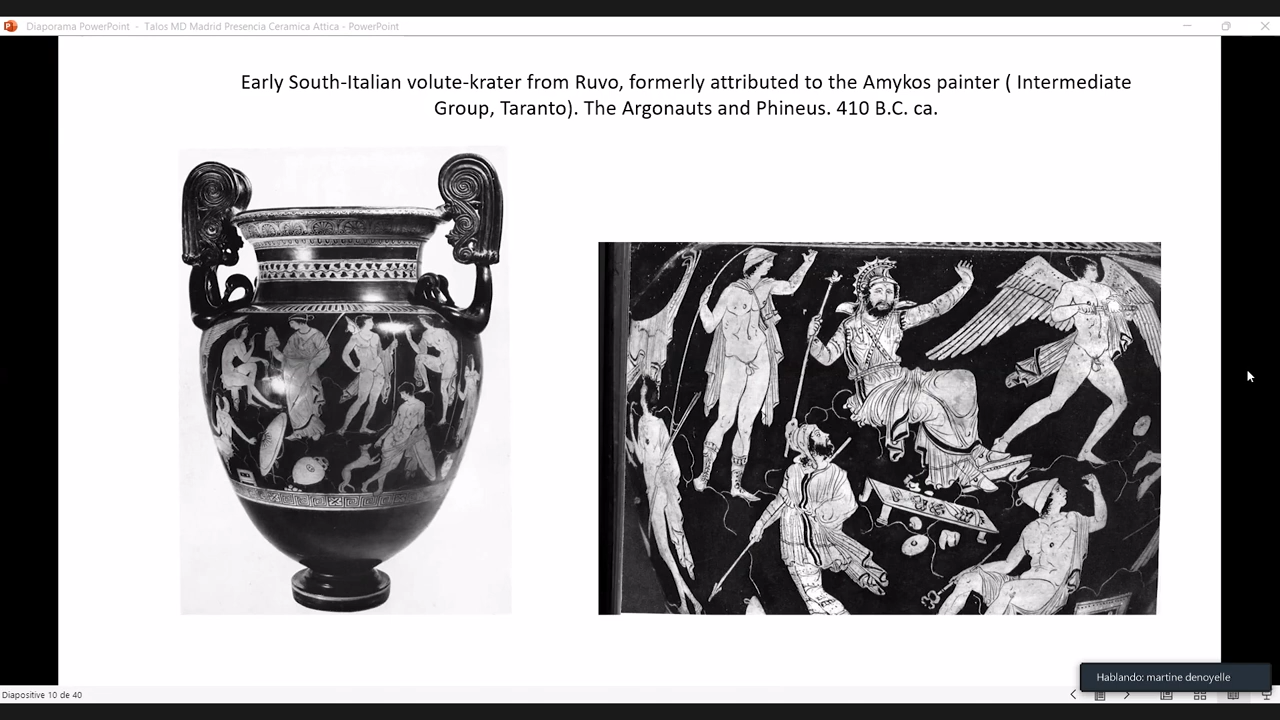 Diaporama PowerPoint - Talos MD Madrid Presencia Ceramica Attica - PowerPoint
Early South-Italian volute-krater from Ruvo, formerly attributed to the Amykos painter ( Intermediate
Group, Taranto). The Argonauts and Phineus. 410 B.C. ca.
Hablando: martine denoyelle
Diapositive 10 de 40